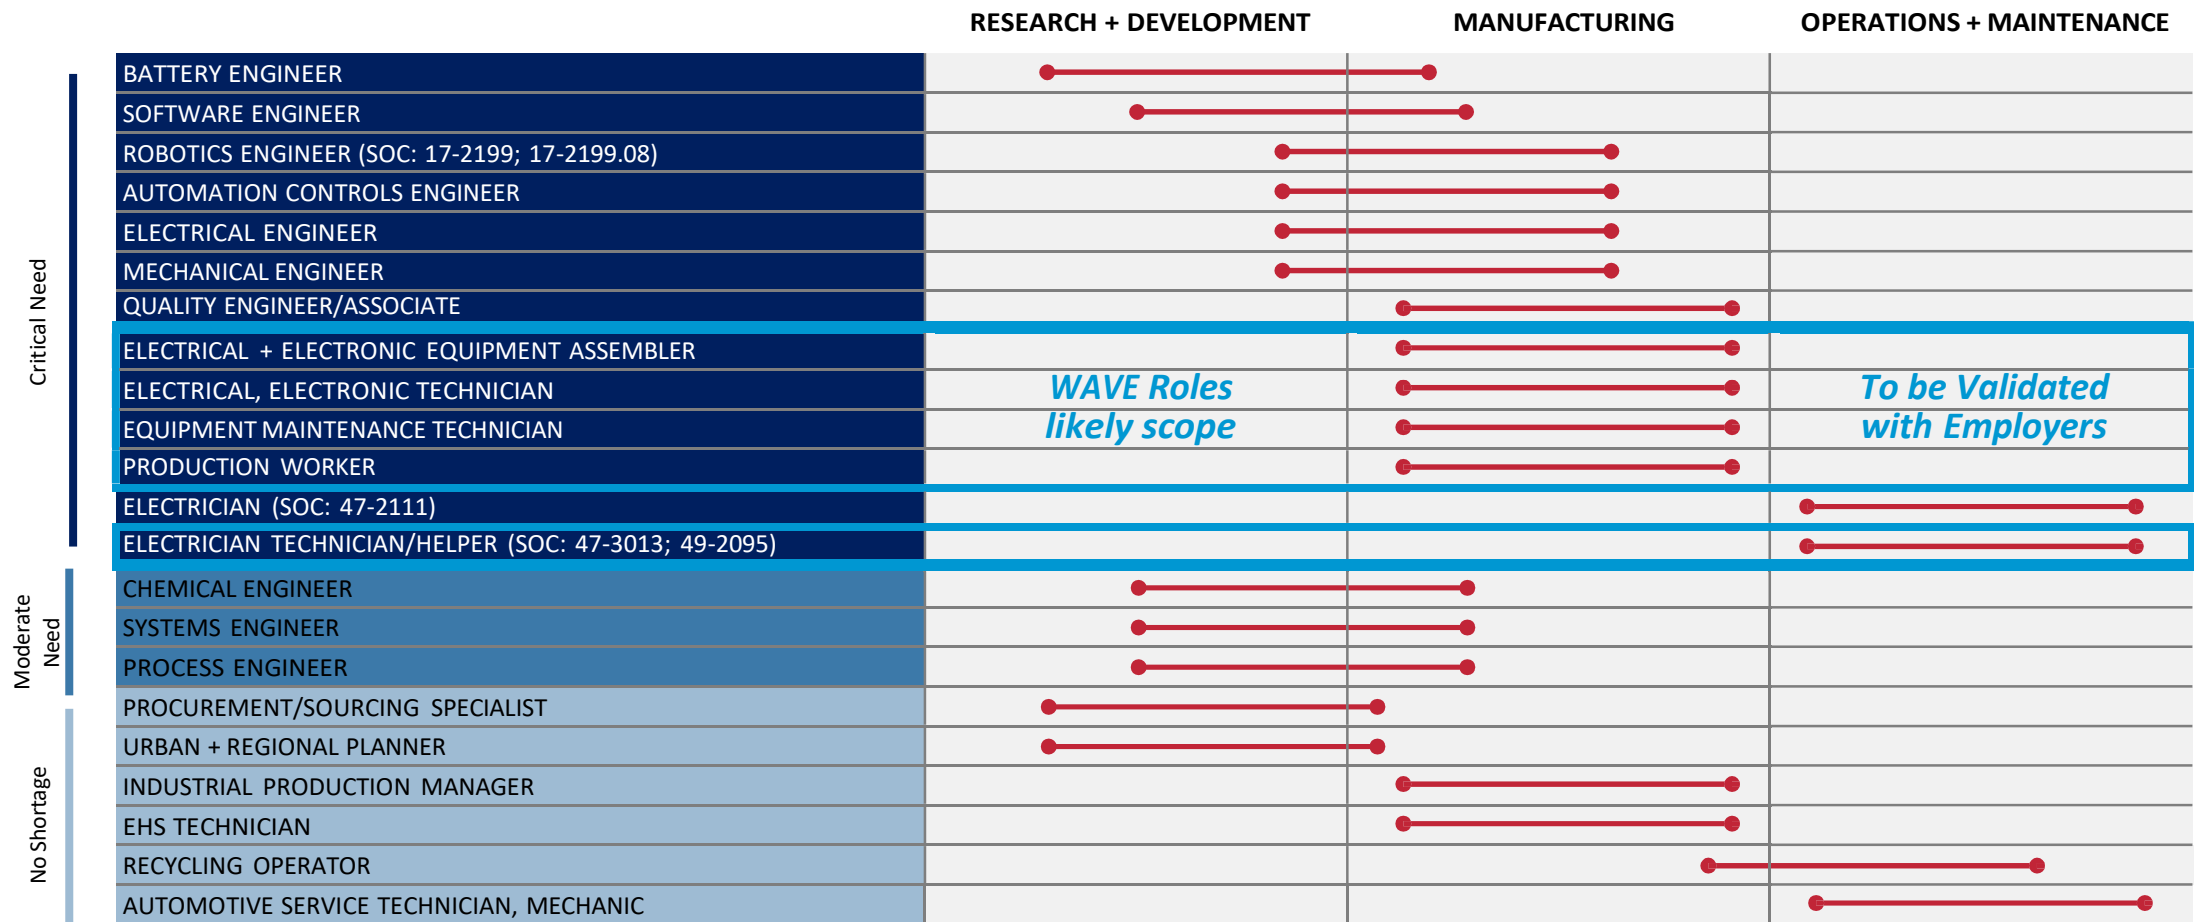 RESEARCH + DEVELOPMENT
MANUFACTURING
OPERATIONS + MAINTENANCE
Critical Need
BATTERY ENGINEER
SOFTWARE ENGINEER
ROBOTICS ENGINEER (SOC: 17-2199; 17-2199.08)
AUTOMATION CONTROLS ENGINEER
ELECTRICAL ENGINEER
MECHANICAL ENGINEER
QUALITY ENGINEER/ASSOCIATE
ELECTRICAL + ELECTRONIC EQUIPMENT ASSEMBLER
ELECTRICAL, ELECTRONIC TECHNICIAN
EQUIPMENT MAINTENANCE TECHNICIAN
PRODUCTION WORKER
WAVE Roles
likely scope
To be Validated
with Employers
ELECTRICIAN (SOC: 47-2111)
ELECTRICIAN TECHNICIAN/HELPER (SOC: 47-3013; 49-2095)
Moderate
Need
CHEMICAL ENGINEER
SYSTEMS ENGINEER
PROCESS ENGINEER
No Shortage
PROCUREMENT/SOURCING SPECIALIST
URBAN + REGIONAL PLANNER
INDUSTRIAL PRODUCTION MANAGER
EHS TECHNICIAN
RECYCLING OPERATOR
AUTOMOTIVE SERVICE TECHNICIAN, MECHANIC